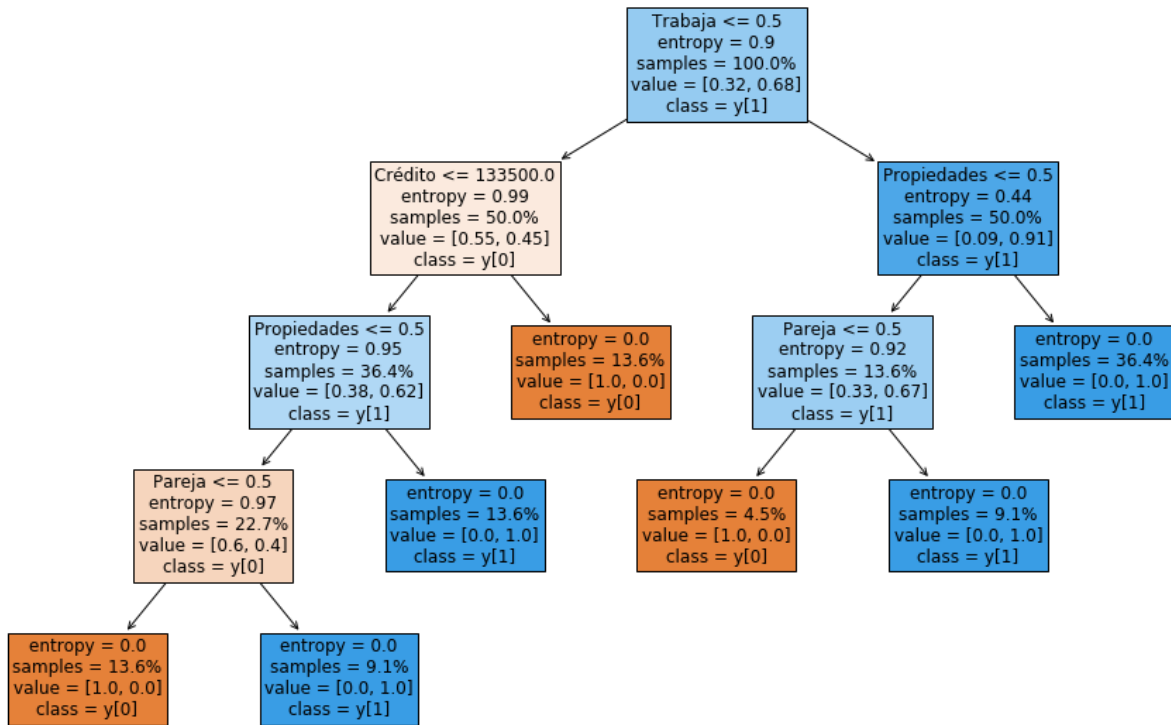 Trabaja <= 0.5
entropy = 0.9
samples = 100.0%
value = [0.32, 0.68]
class = y[1]
Crédito <= 133500.0
entropy = 0.99
samples = 50.0%
value = [0.55, 0.45]
class = y[0]
Propiedades <= 0.5
entropy = 0.44
samples = 50.0%
value = [0.09, 0.91]
class = y[1]
Propiedades <= 0.5
entropy = 0.95
samples = 36.4%
value = [0.38, 0.62]
class = y[1]
entropy = 0.0
samples = 13.6%
value = [1.0, 0.0]
class = y[0]
Pareja <= 0.5
entropy = 0.92
samples = 13.6%
value = [0.33, 0.67]
class = y[1]
entropy = 0.0
samples = 36.4%
value = [0.0, 1.0]
class = y[1]
Pareja <= 0.5
entropy = 0.97
samples = 22.7%
value = [0.6, 0.4]
class = y[0]
entropy = 0.0
samples = 13.6%
value = [0.0, 1.0]
class = y[1]
entropy = 0.0
samples = 4.5%
value = [1.0, 0.0]
class = y[0]
entropy = 0.0
samples = 9.1%
value = [0.0, 1.0]
class = y[1]
entropy = 0.0
samples = 13.6%
value = [1.0, 0.0]
class = y[0]
entropy = 0.0
samples = 9.1%
value = [0.0, 1.0]
class = y[1]